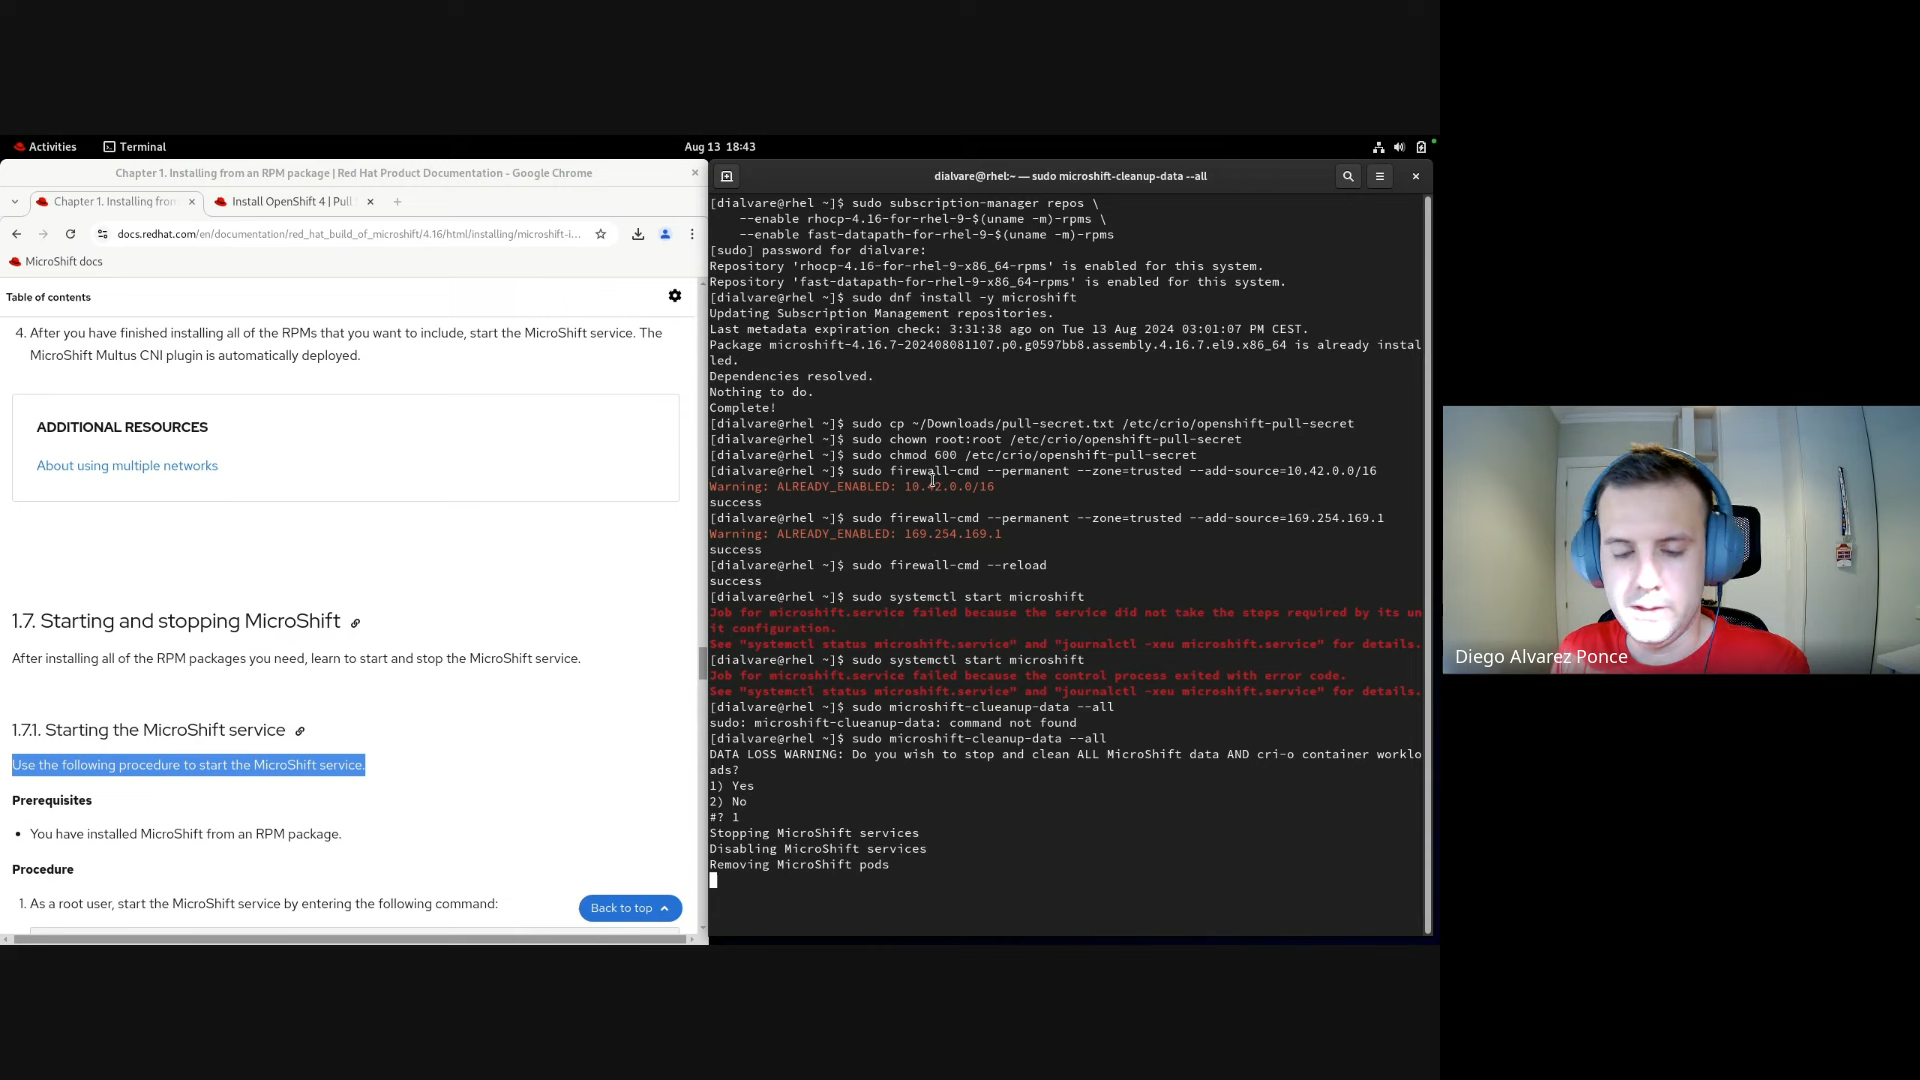 Activities
Terminal
Aug 13 18:43
Chapter 1. Installing from an RPM package | Red Hat Product Documentation - Google Chrome
Chapter 1. Installing from
Install OpenShift 4 | Pull
docs.redhat.com/en/documentation/red_hat_build_of_microshift/4.16/html/installing/microshift-i...
MicroShift docs
Table of contents
4. After you have finished installing all of the RPMs that you want to include, start the MicroShift service. The
MicroShift Multus CNI plugin is automatically deployed.
ADDITIONAL RESOURCES
About using multiple networks
1.7. Starting and stopping MicroShift
After installing all of the RPM packages you need, learn to start and stop the MicroShift service.
1.7.1. Starting the MicroShift service
Use the following procedure to start the MicroShift service.
Prerequisites
• You have installed MicroShift from an RPM package.
Procedure
1. As a root user, start the MicroShift service by entering the following command:
Back to top
dialvare@rhel:~ — sudo microshift-cleanup-data --all
[dialvare@rhel ~]$ sudo subscription-manager repos \
--enable rhocp-4.16-for-rhel-9-$(uname -m)-rpms \
--enable fast-datapath-for-rhel-9-$(uname -m)-rpms
[sudo] password for dialvare:
Repository 'rhocp-4.16-for-rhel-9-x86_64-rpms' is enabled for this system.
Repository 'fast-datapath-for-rhel-9-x86_64-rpms' is enabled for this system.
[dialvare@rhel ~]$ sudo dnf install -y microshift
Updating Subscription Management repositories.
Last metadata expiration check: 3:31:38 ago on Tue 13 Aug 2024 03:01:07 PM CEST.
Package microshift-4.16.7-202408081107.p0.g0597bb8.assembly.4.16.7.el9.x86_64 is already instal
led.
Dependencies resolved.
Nothing to do.
Complete!
[dialvare@rhel ~]$ sudo cp ~/Downloads/pull-secret.txt /etc/crio/openshift-pull-secret
[dialvare@rhel ~]$ sudo chown root:root /etc/crio/openshift-pull-secret
[dialvare@rhel ~]$ sudo chmod 600 /etc/crio/openshift-pull-secret
[dialvare@rhel ~]$ sudo firewall-cmd --permanent --zone=trusted --add-source=10.42.0.0/16
Warning: ALREADY_ENABLED: 10.42.0.0/16
success
[dialvare@rhel ~]$ sudo firewall-cmd --permanent --zone=trusted --add-source=169.254.169.1
Warning: ALREADY_ENABLED: 169.254.169.1
success
[dialvare@rhel ~]$ sudo firewall-cmd --reload
success
[dialvare@rhel ~]$ sudo systemctl start microshift
Job for microshift.service failed because the service did not take the steps required by its un
it configuration.
See "systemctl status microshift.service" and "journalctl -xeu microshift.service" for details.
[dialvare@rhel ~]$ sudo systemctl start microshift
Job for microshift.service failed because the control process exited with error code.
See "systemctl status microshift.service" and "journalctl -xeu microshift.service" for details.
[dialvare@rhel ~]$ sudo microshift-clueanup-data --all
sudo: microshift-clueanup-data: command not found
[dialvare@rhel ~]$ sudo microshift-cleanup-data --all
DATA LOSS WARNING: Do you wish to stop and clean ALL MicroShift data AND cri-o container worklo
ads?
1) Yes
2) No
#? 1
Stopping MicroShift services
Disabling MicroShift services
Removing MicroShift pods
Diego Alvarez Ponce